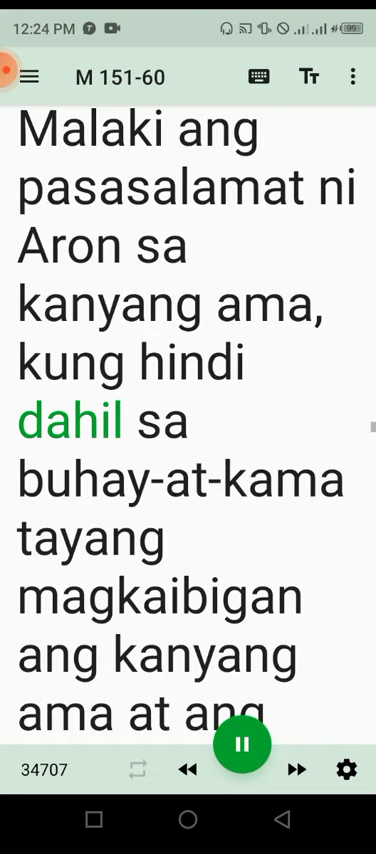 12:24 PM
99
M 151-60
Malaki ang
pasasalamat ni
Aron sa
kanyang ama,
kung hindi
dahil sa
buhay-at-kama
tayang
magkaibigan
ang kanyang
ama at ang
34707